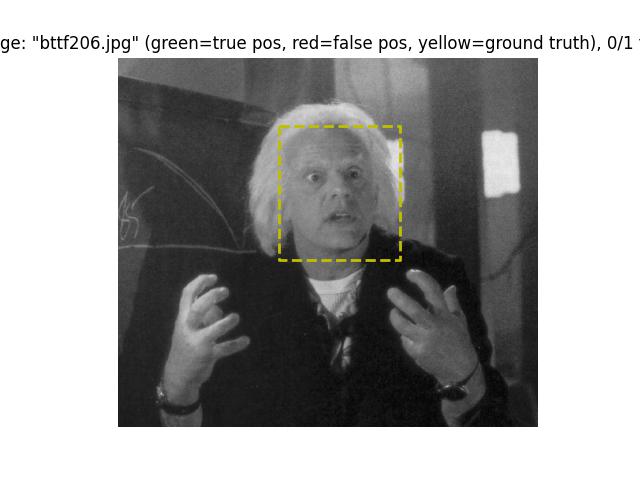 ge: "bttf206.jpg" (green=true pos, red=false pos, yellow=ground truth), 0/1